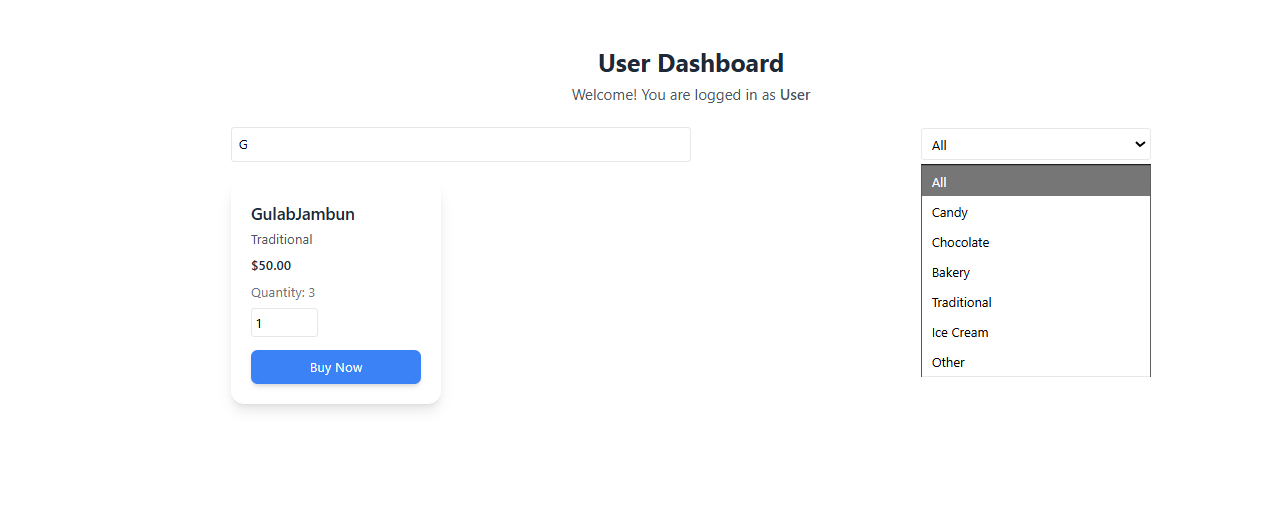 User Dashboard
Welcome! You are logged in as User
G
All
GulabJambun
Traditional
$50.00
Quantity: 3
1
Buy Now
All
Candy
Chocolate
Bakery
Traditional
Ice Cream
Other